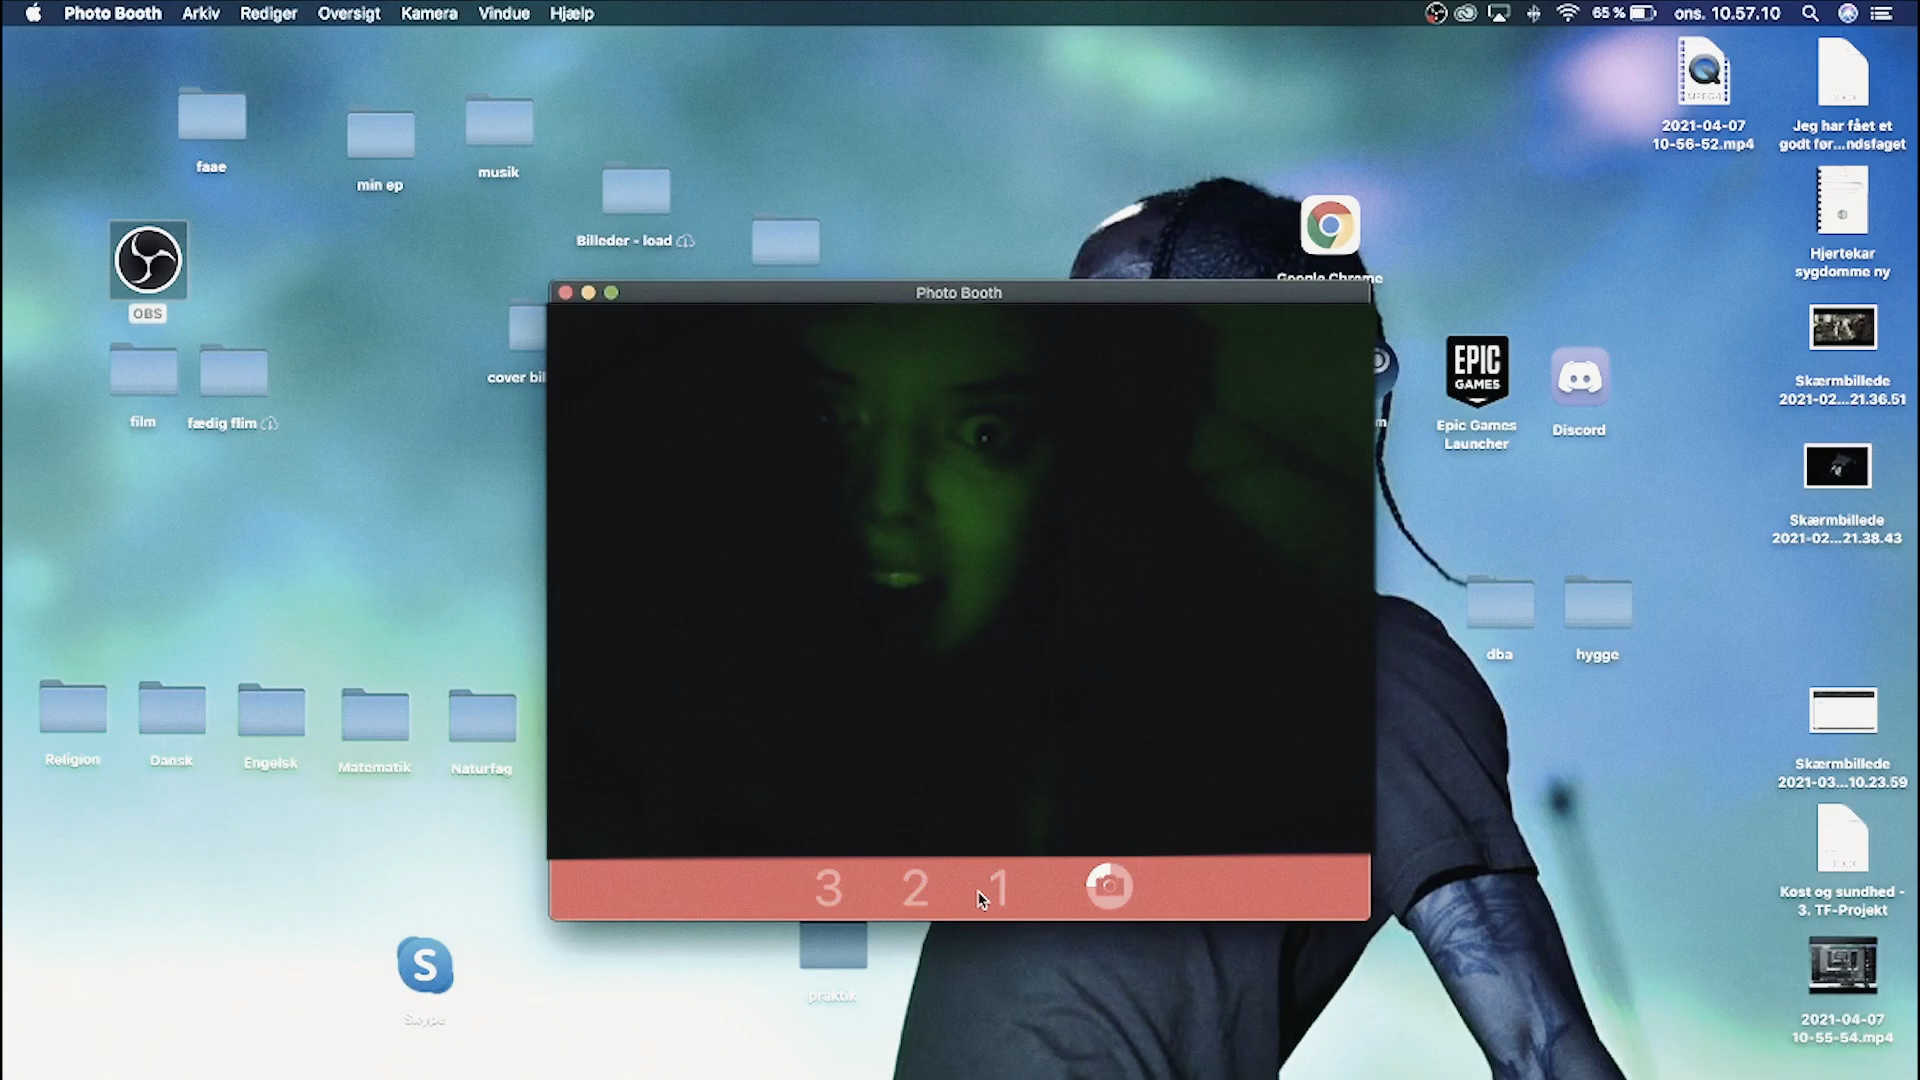 Photo Booth Arkiv Rediger Oversigt Kamera Vindue Hjælp
65 % ons. 10.57.10
faae
min ep
musik
Billeder - load
Google Chrome
2021-04-07
10-56-52.mp4
Jeg har fået et
godt før...ndsfaget
Hjertekar
sygdomme ny
OBS
Photo Booth
film
fædig flim
cover bil
m
EPIC
GAMES
Epic Games
Launcher
Discord
Skærmbillede
2021-02...21.36.51
Skærmbillede
2021-02...21.38.43
dba
hygge
Religion
Dansk
Engelsk
Matematik
Naturfag
Skærmbillede
2021-03...10.23.59
3 2 1
Kost og sundhed -
3. TF-Projekt
S
Skype
praktik
2021-04-07
10-55-54.mp4